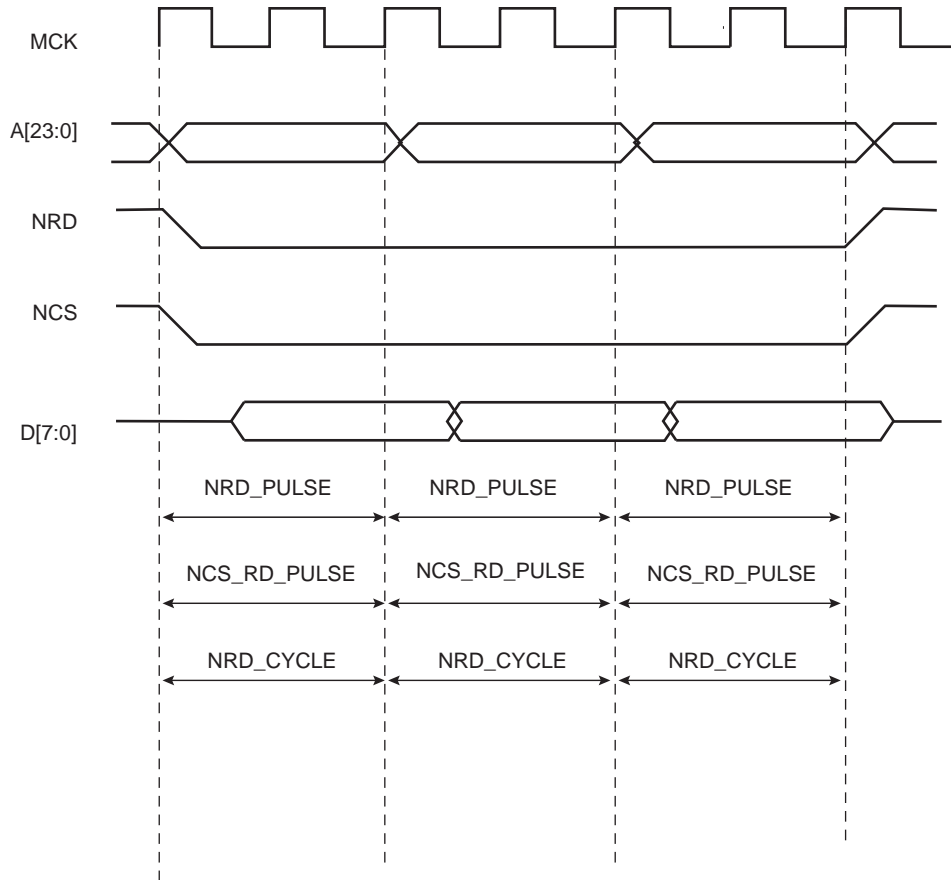 MCK
A[23:0]
NRD
NCS
D[7:0]
NRD_PULSE NRD_PULSE NRD_PULSE
NCS_RD_PULSE NCS_RD_PULSE NCS_RD_PULSE
NRD_CYCLE NRD_CYCLE NRD_CYCLE